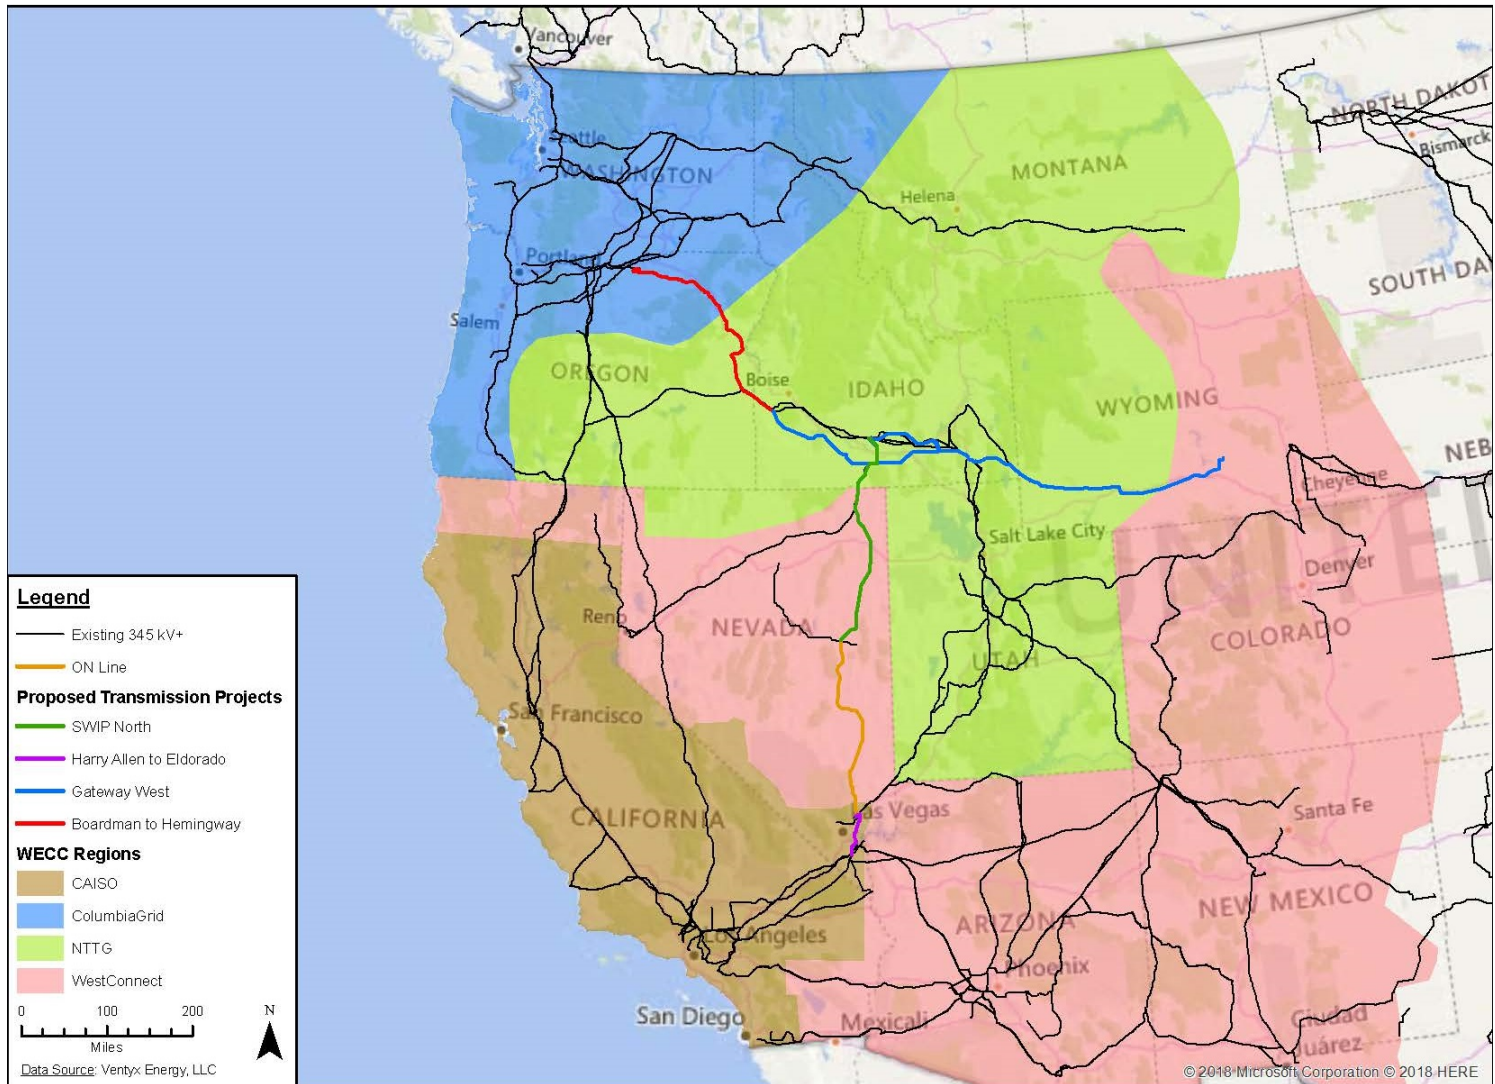 Vancouver
NORTH DAKOT
Bismarck
Seattle
WASHINGTON
MONTANA
Helena
Portland
SOUTH DA
Salem
OREGON
Boise
IDAHO
WYOMING
NEB
Cheyenne
Salt Lake City
UNITE
Denver
Reno
NEVADA
COLORADO
UTAH
San Francisco
CALIFORNIA
as Vegas
Santa Fe
NEW MEXICO
ARIZONA
Los Angeles
Phoenix
San Diego
Mexicali
Ciudad
Juárez
Legend
Existing 345 kV+
ON Line
Proposed Transmission Projects
SWIP North
Harry Allen to Eldorado
Gateway West
Boardman to Hemingway
WECC Regions
CAISO
ColumbiaGrid
NTTG
WestConnect
0 100 200
Miles
N
Data Source: Ventyx Energy, LLC
© 2018 Microsoft Corporation © 2018 HERE